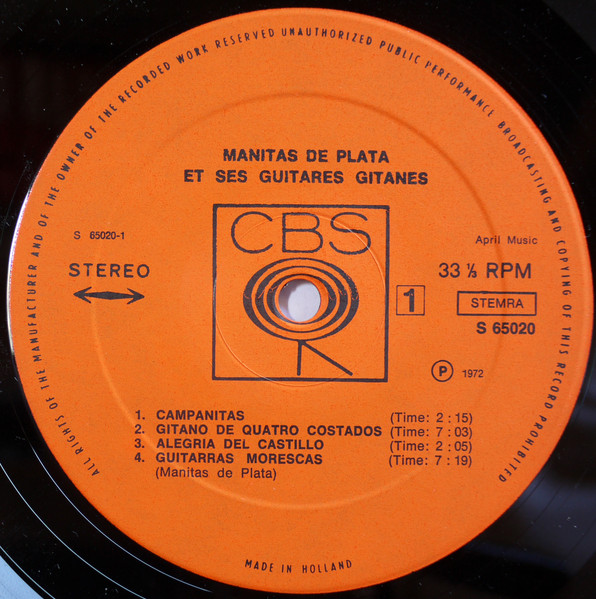 ALL RIGHTS OF THE MANUFACTURER AND OF THE OWNER OF THE RECORDED WORK RESERVED UNAUTHORIZED PUBLIC PERFORMANCE BROADCASTING AND COPYING OF THIS RECORD PROHIBITED
MANITAS DE PLATA
ET SES GUITARES GITANES
CBS
S 65020-1
STEREO
April Music
33 ⅓ RPM
1
STEMRA
S 65020
Ⓟ 1972
1. CAMPANITAS (Time: 2 : 15)
2. GITANO DE QUATRO COSTADOS (Time: 7 : 03)
3. ALEGRIA DEL CASTILLO (Time: 2 : 05)
4. GUITARRAS MORESCAS (Time: 7 : 19)
(Manitas de Plata)
MADE IN HOLLAND